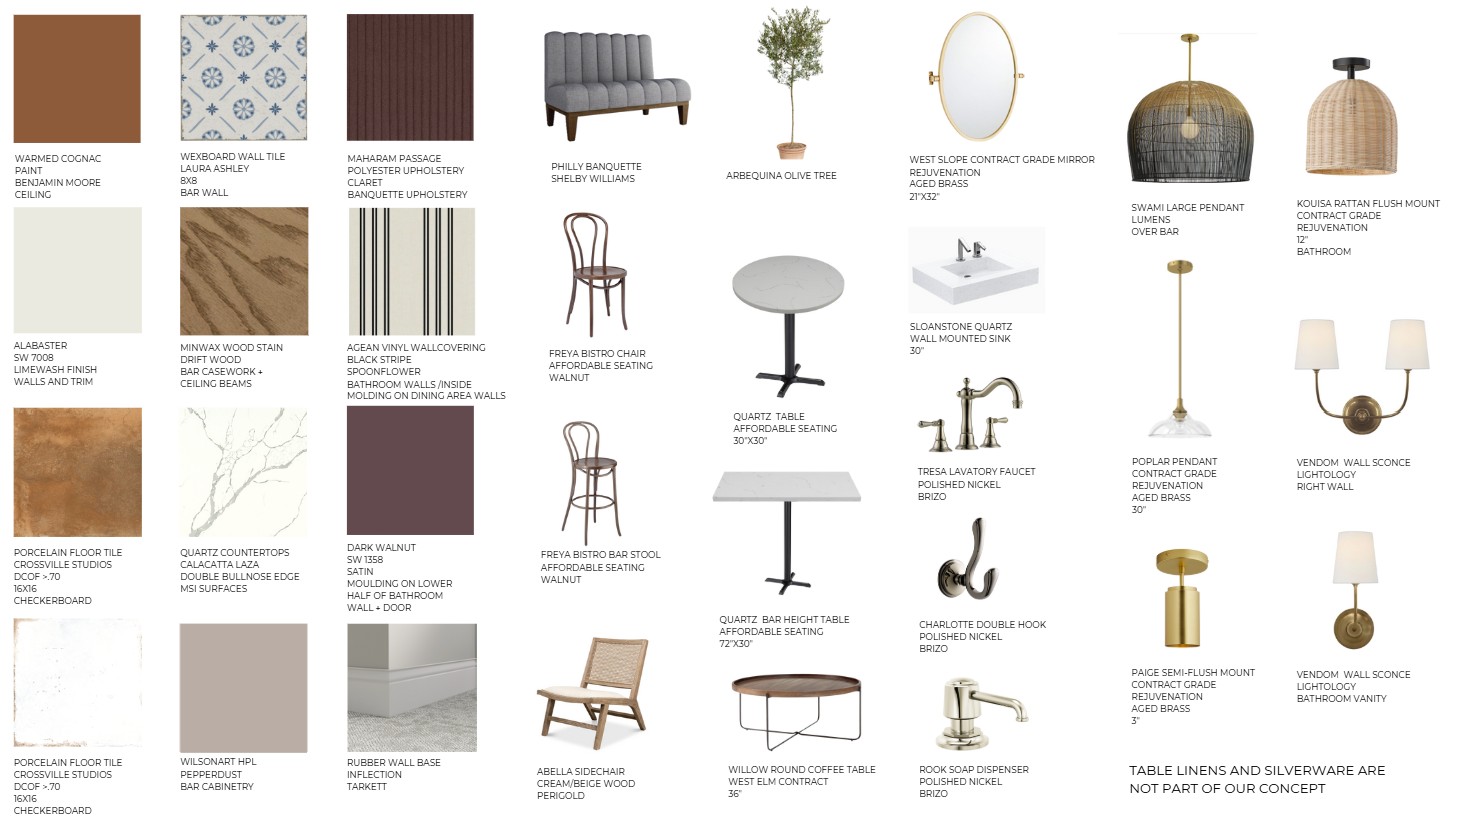 WARMED COGNAC
PAINT
BENJAMIN MOORE
CEILING
WEXBOARD WALL TILE
LAURA ASHLEY
8X8
BAR WALL
MAHARAM PASSAGE
POLYESTER UPHOLSTERY
CLARET
BANQUETTE UPHOLSTERY
PHILLY BANQUETTE
SHELBY WILLIAMS
ARBEQUINA OLIVE TREE
WEST SLOPE CONTRACT GRADE MIRROR
REJUVENATION
AGED BRASS
21"X32"
SWAMI LARGE PENDANT
LUMENS
OVER BAR
KOUISA RATTAN FLUSH MOUNT
CONTRACT GRADE
REJUVENATION
12"
BATHROOM
ALABASTER
SW 7008
LIMEWASH FINISH
WALLS AND TRIM
MINWAX WOOD STAIN
DRIFT WOOD
BAR CASEWORK +
CEILING BEAMS
AGEAN VINYL WALLCOVERING
BLACK STRIPE
SPOONFLOWER
BATHROOM WALLS /INSIDE
MOLDING ON DINING AREA WALLS
FREYA BISTRO CHAIR
AFFORDABLE SEATING
WALNUT
QUARTZ TABLE
AFFORDABLE SEATING
30"X30"
SLOANSTONE QUARTZ
WALL MOUNTED SINK
30"
TRESA LAVATORY FAUCET
POLISHED NICKEL
BRIZO
POPLAR PENDANT
CONTRACT GRADE
REJUVENATION
AGED BRASS
30"
VENDOM WALL SCONCE
LIGHTOLOGY
RIGHT WALL
PORCELAIN FLOOR TILE
CROSSVILLE STUDIOS
DCOF >.70
16X16
CHECKERBOARD
QUARTZ COUNTERTOPS
CALACATTA LAZA
DOUBLE BULLNOSE EDGE
MSI SURFACES
DARK WALNUT
SW 1358
SATIN
MOULDING ON LOWER
HALF OF BATHROOM
WALL + DOOR
FREYA BISTRO BAR STOOL
AFFORDABLE SEATING
WALNUT
QUARTZ BAR HEIGHT TABLE
AFFORDABLE SEATING
72"X30"
CHARLOTTE DOUBLE HOOK
POLISHED NICKEL
BRIZO
PAIGE SEMI-FLUSH MOUNT
CONTRACT GRADE
REJUVENATION
AGED BRASS
3"
VENDOM WALL SCONCE
LIGHTOLOGY
BATHROOM VANITY
PORCELAIN FLOOR TILE
CROSSVILLE STUDIOS
DCOF >.70
16X16
CHECKERBOARD
WILSONART HPL
PEPPERDUST
BAR CABINETRY
RUBBER WALL BASE
INFLECTION
TARKETT
ABELLA SIDECHAIR
CREAM/BEIGE WOOD
PERIGOLD
WILLOW ROUND COFFEE TABLE
WEST ELM CONTRACT
36"
ROOK SOAP DISPENSER
POLISHED NICKEL
BRIZO
TABLE LINENS AND SILVERWARE ARE
NOT PART OF OUR CONCEPT